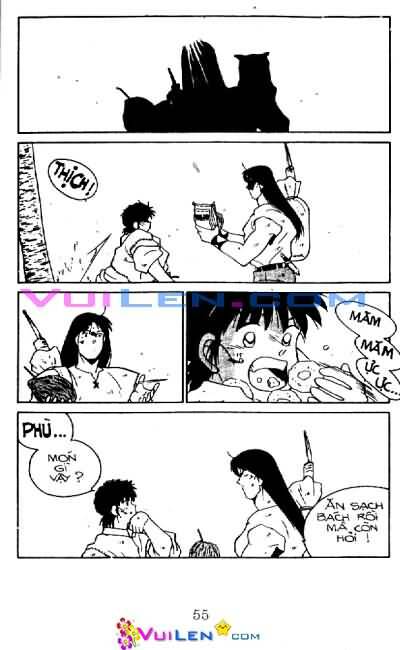 THỊCH!
VUILEN.COM
MĂM
MĂM
ỰC
ỰC...
PHÙ...
MÓN
GÌ
VẬY?
ĂN SẠCH
BÁCH RỒI
MÀ CÒN
HỎI!
55
VUILEN.COM